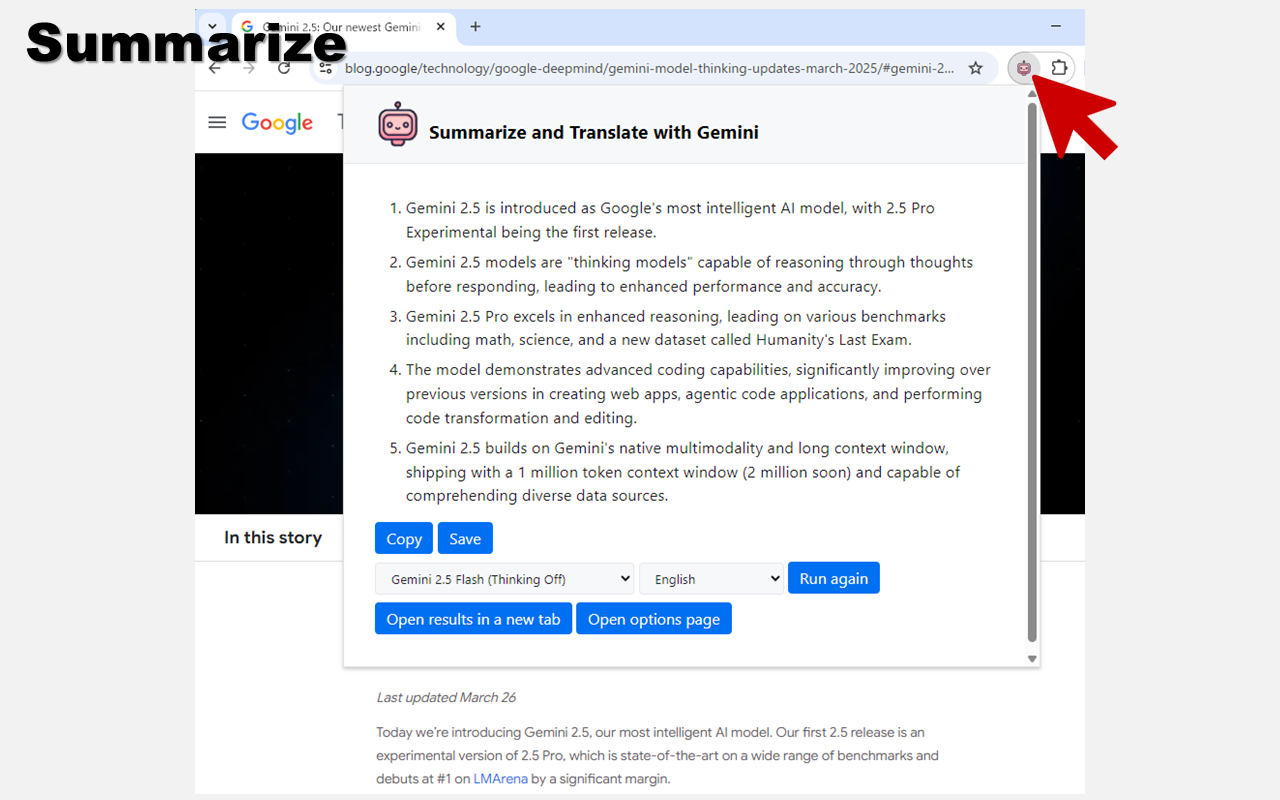 Summarize
Gemini 2.5: Our newest Gemini
blog.google/technology/google-deepmind/gemini-model-thinking-updates-march-2025/#gemini-2...
Google
Summarize and Translate with Gemini
1. Gemini 2.5 is introduced as Google's most intelligent AI model, with 2.5 Pro
Experimental being the first release.
2. Gemini 2.5 models are "thinking models" capable of reasoning through thoughts
before responding, leading to enhanced performance and accuracy.
3. Gemini 2.5 Pro excels in enhanced reasoning, leading on various benchmarks
including math, science, and a new dataset called Humanity's Last Exam.
4. The model demonstrates advanced coding capabilities, significantly improving over
previous versions in creating web apps, agentic code applications, and performing
code transformation and editing.
5. Gemini 2.5 builds on Gemini's native multimodality and long context window,
shipping with a 1 million token context window (2 million soon) and capable of
comprehending diverse data sources.
Copy Save
In this story
Gemini 2.5 Flash (Thinking Off) English Run again
Open results in a new tab Open options page
Last updated March 26
Today we're introducing Gemini 2.5, our most intelligent AI model. Our first 2.5 release is an
experimental version of 2.5 Pro, which is state-of-the-art on a wide range of benchmarks and
debuts at #1 on LMArena by a significant margin.